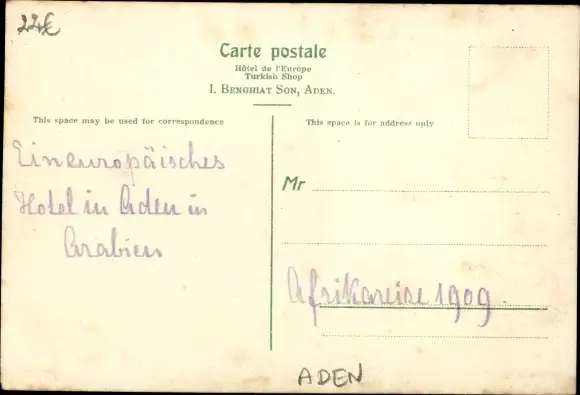 22€
Carte postale
Hôtel de l'Europe
Turkish Shop
I. Benghiat Son, Aden.
This space may be used for correspondence
This space is for address only
Ein europäisches
Hotel in Aden in
Arabien
Mr
Afrikareise 1909.
ADEN